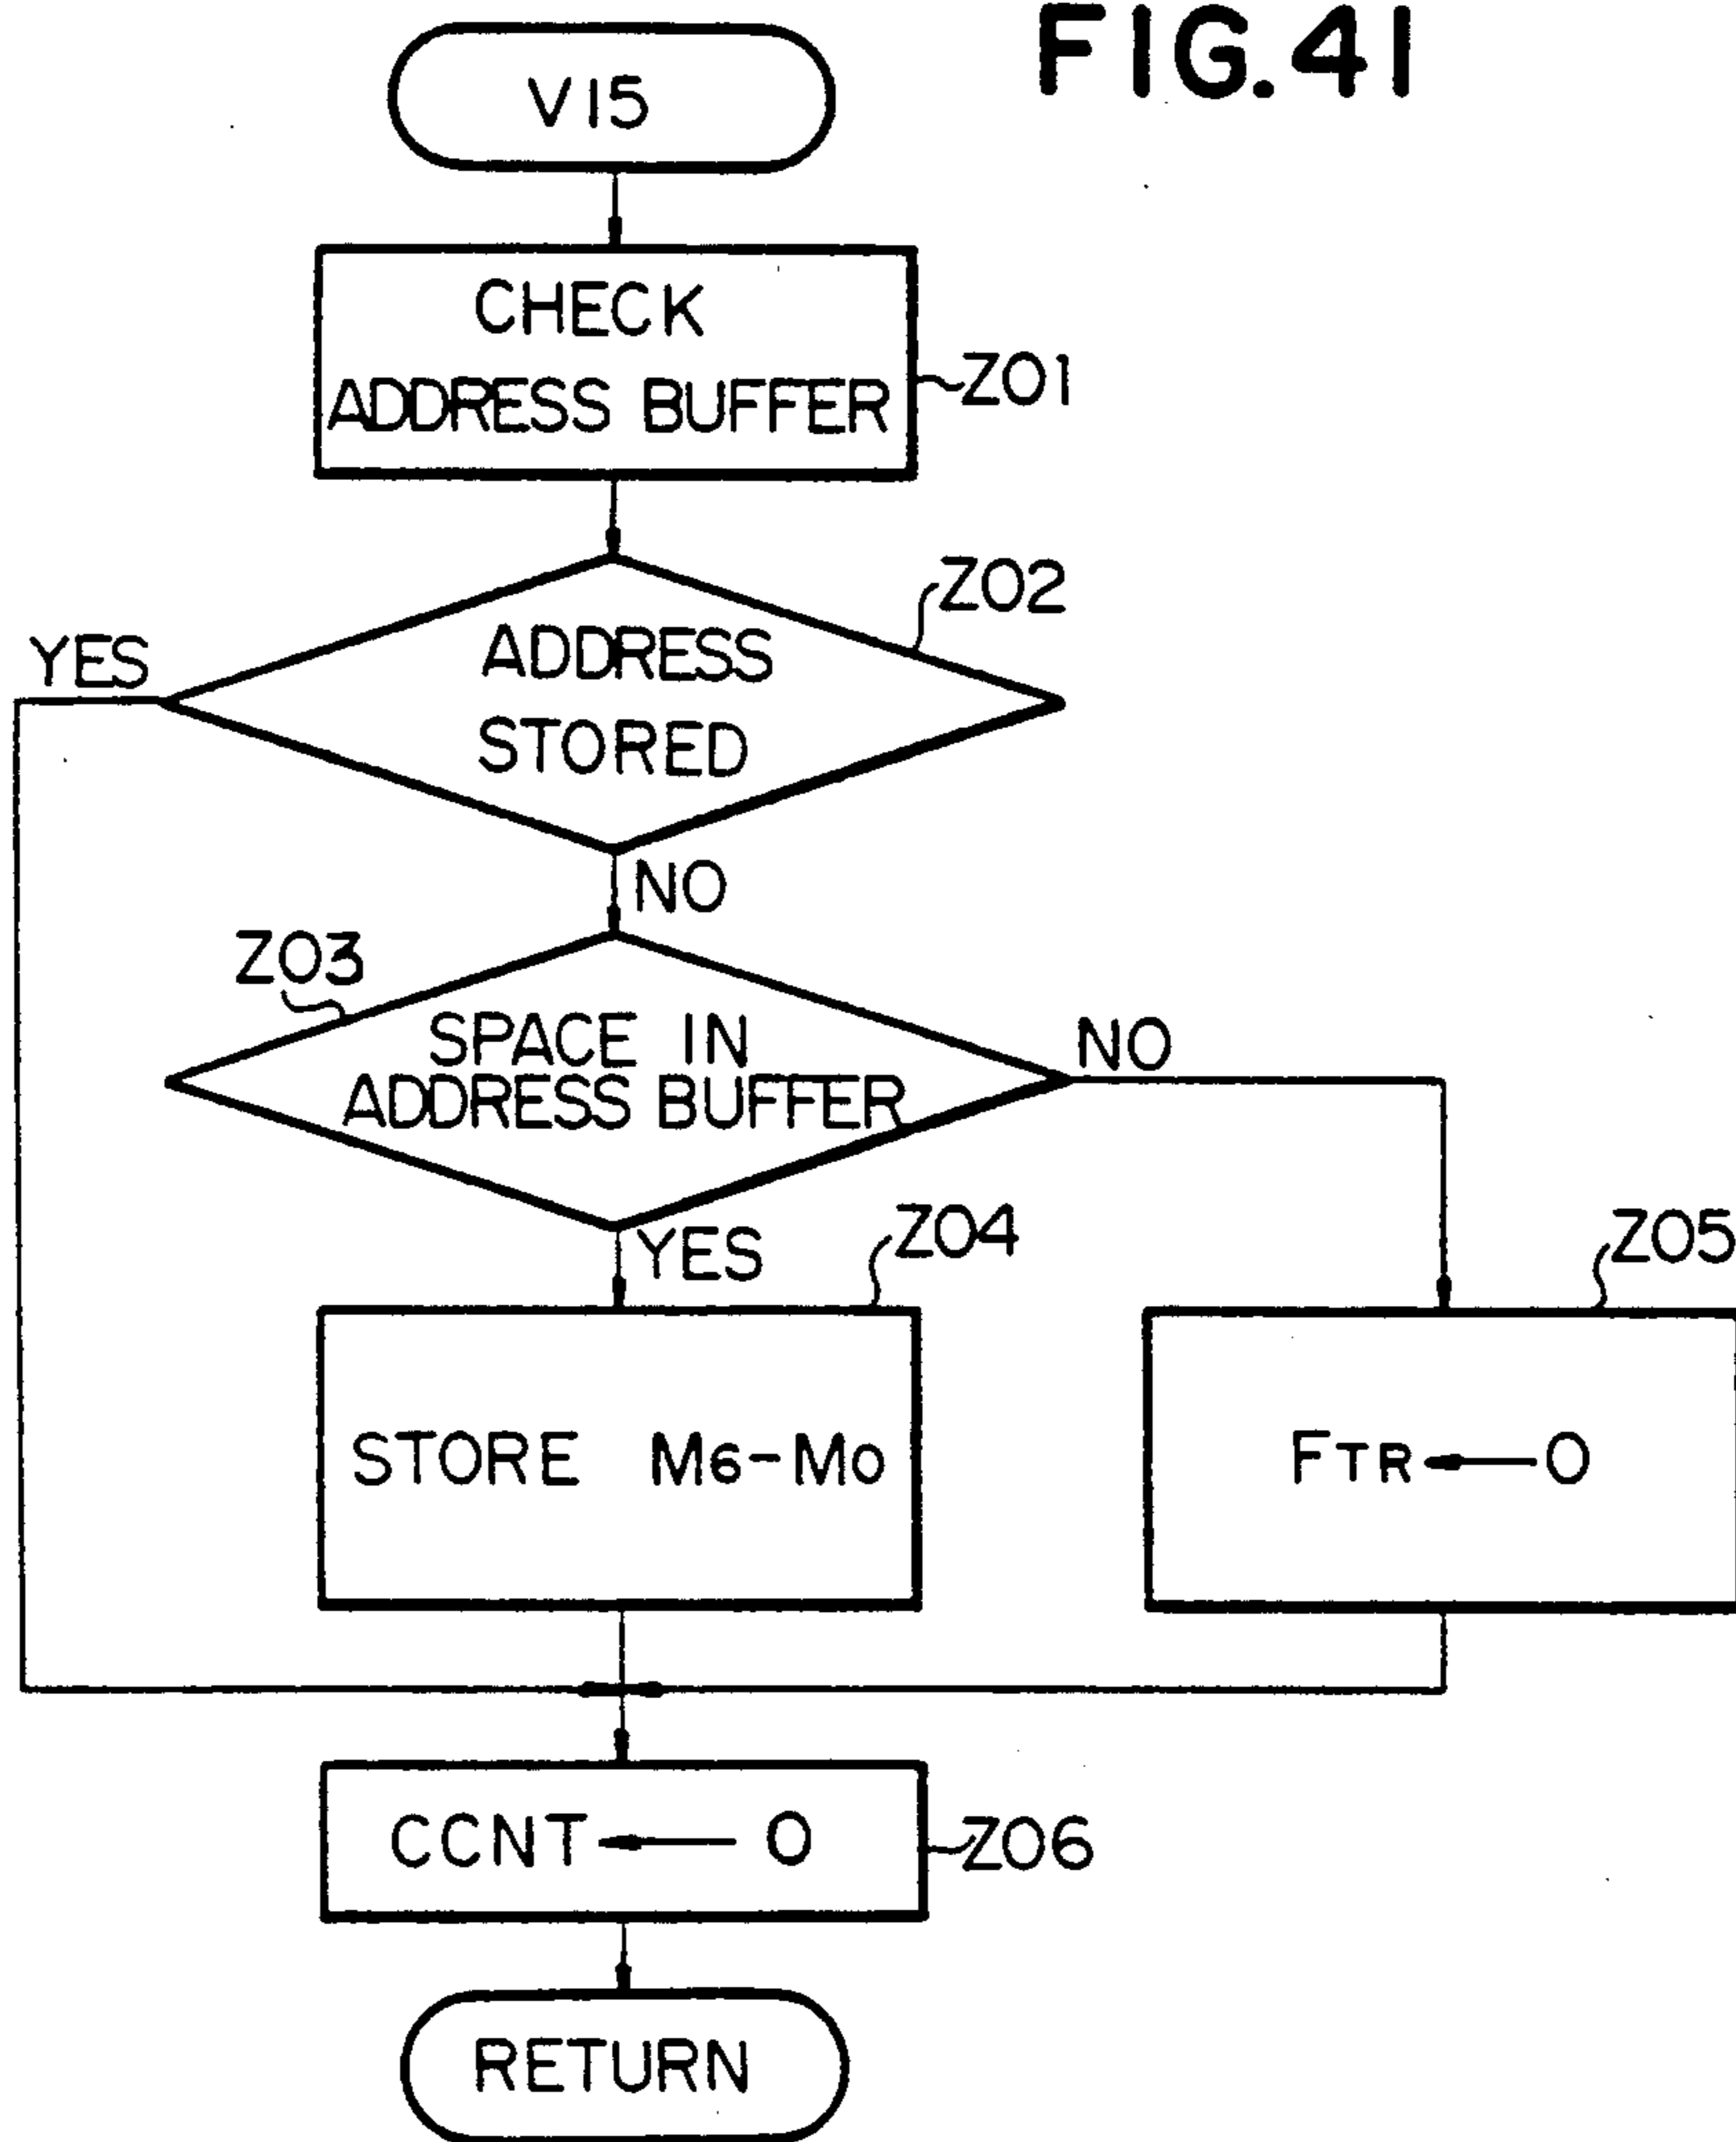 FIG.41
V15
CHECK
ADDRESS BUFFER
Z01
Z02
YES
ADDRESS
STORED
NO
Z03
SPACE IN
ADDRESS BUFFER
NO
YES
Z04
Z05
STORE M6-M0
FTR ← 0
CCNT ← 0
Z06
RETURN